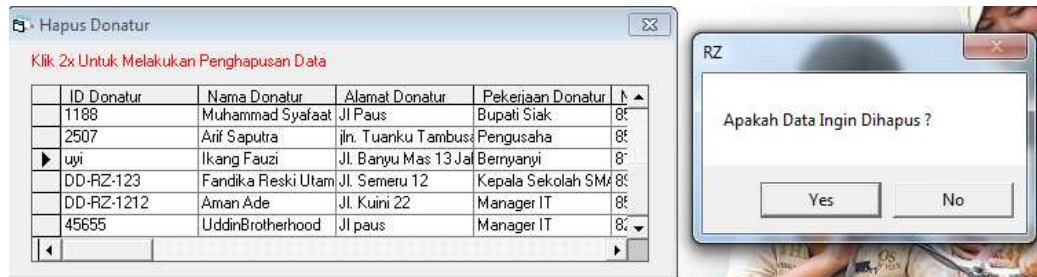 Hapus Donatur
Klik 2x Untuk Melakukan Penghapusan Data
ID Donatur Nama Donatur Alamat Donatur Pekerjaan Donatur
1188 Muhammad Syafaat Jl Paus Bupati Siak
2507 Arif Saputra jln. Tuanku Tambusa Pengusaha
uyi Ikang Fauzi Jl. Banyu Mas 13 Jal Bernyanyi
DD-RZ-123 Fandika Reski Utam Jl. Semeru 12 Kepala Sekolah SMA
DD-RZ-1212 Aman Ade Jl. Kuini 22 Manager IT
45655 UddinBrotherhood Jl paus Manager IT
RZ
Apakah Data Ingin Dihapus ?
Yes No